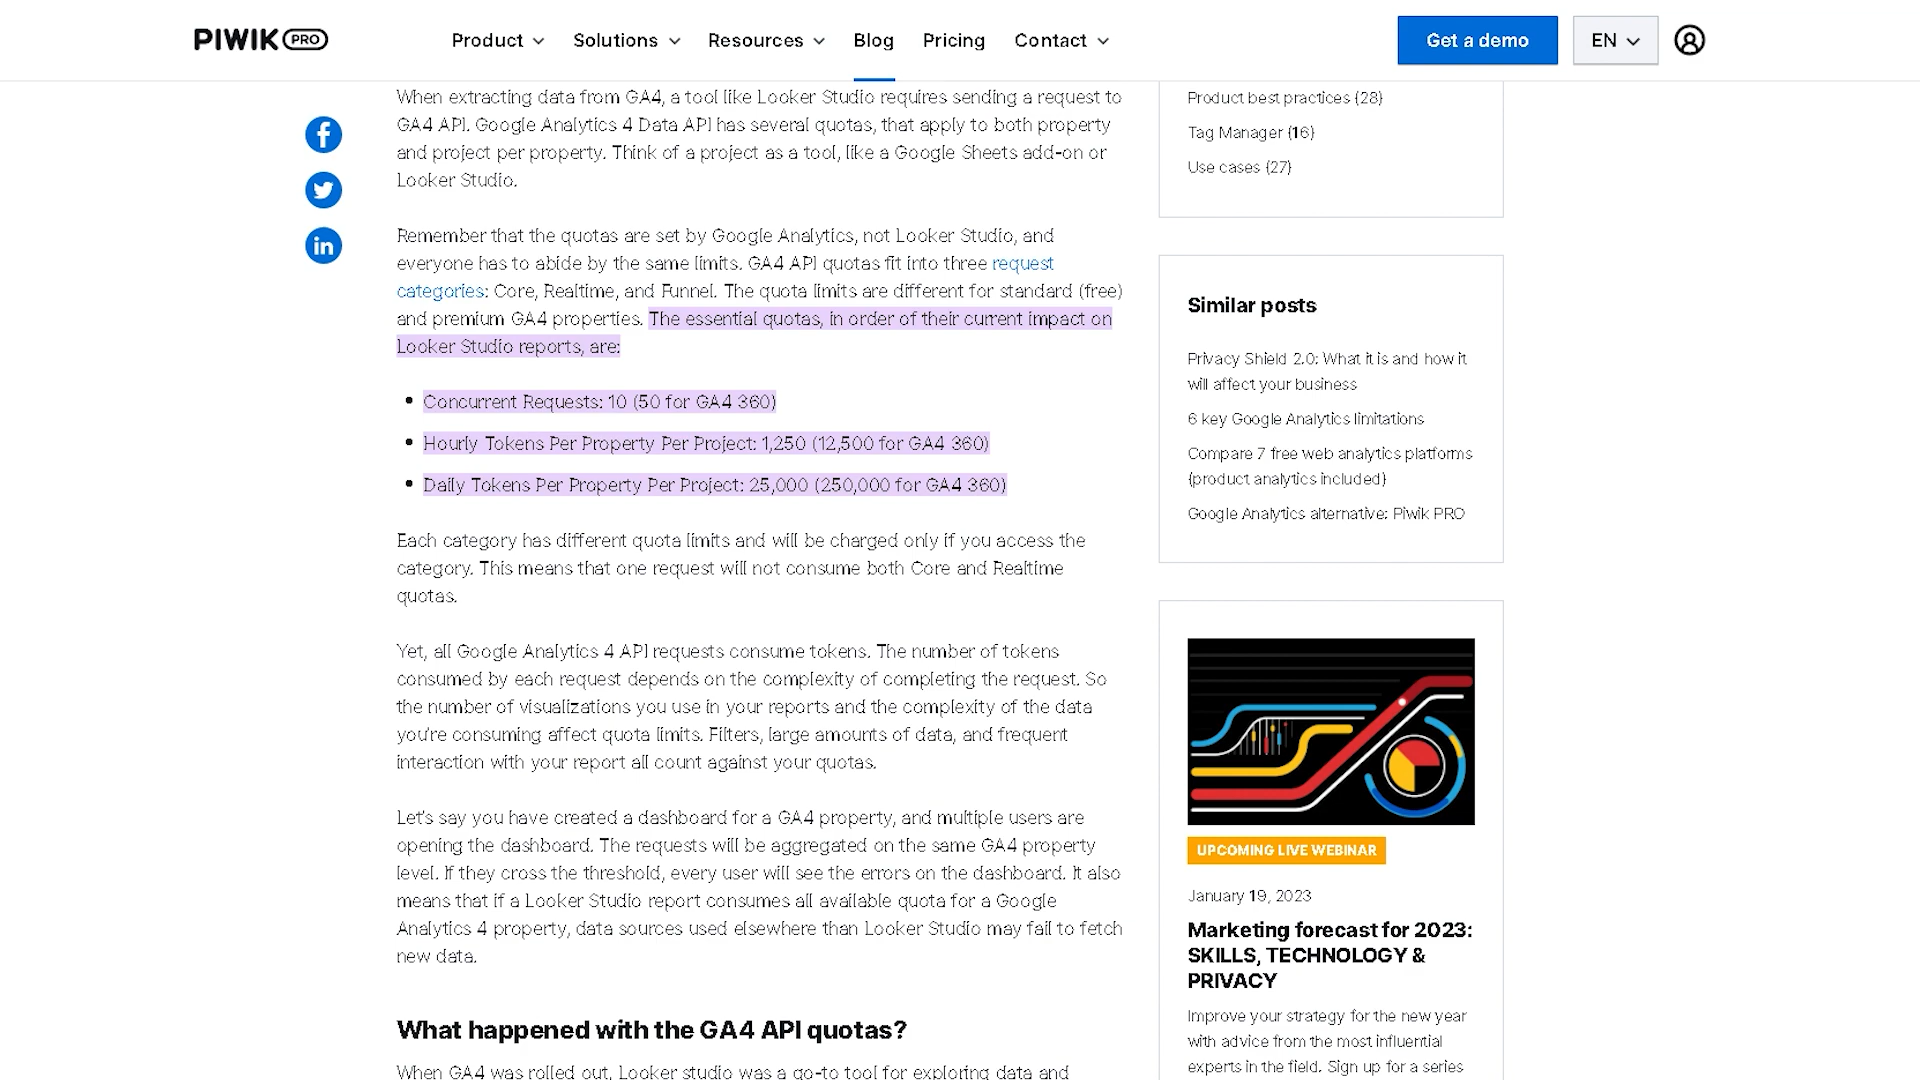 PIWIK PRO
Product
Solutions
Resources
Blog
Pricing
Contact
Get a demo
EN
When extracting data from GA4, a tool like Looker Studio requires sending a request to
GA4 API. Google Analytics 4 Data API has several quotas, that apply to both property
and project per property. Think of a project as a tool, like a Google Sheets add-on or
Looker Studio.
Remember that the quotas are set by Google Analytics, not Looker Studio, and
everyone has to abide by the same limits. GA4 API quotas fit into three request
categories: Core, Realtime, and Funnel. The quota limits are different for standard (free)
and premium GA4 properties. The essential quotas, in order of their current impact on
Looker Studio reports, are:
• Concurrent Requests: 10 (50 for GA4 360)
• Hourly Tokens Per Property Per Project: 1,250 (12,500 for GA4 360)
• Daily Tokens Per Property Per Project: 25,000 (250,000 for GA4 360)
Each category has different quota limits and will be charged only if you access the
category. This means that one request will not consume both Core and Realtime
quotas.
Yet, all Google Analytics 4 API requests consume tokens. The number of tokens
consumed by each request depends on the complexity of completing the request. So
the number of visualizations you use in your reports and the complexity of the data
you're consuming affect quota limits. Filters, large amounts of data, and frequent
interaction with your report all count against your quotas.
Let's say you have created a dashboard for a GA4 property, and multiple users are
opening the dashboard. The requests will be aggregated on the same GA4 property
level. If they cross the threshold, every user will see the errors on the dashboard. It also
means that if a Looker Studio report consumes all available quota for a Google
Analytics 4 property, data sources used elsewhere than Looker Studio may fail to fetch
new data.
What happened with the GA4 API quotas?
When GA4 was rolled out, Looker studio was a go-to tool for exploring data and
Product best practices (28)
Tag Manager (16)
Use cases (27)
Similar posts
Privacy Shield 2.0: What it is and how it
will affect your business
6 key Google Analytics limitations
Compare 7 free web analytics platforms
(product analytics included)
Google Analytics alternative: Piwik PRO
UPCOMING LIVE WEBINAR
January 19, 2023
Marketing forecast for 2023:
SKILLS, TECHNOLOGY &
PRIVACY
Improve your strategy for the new year
with advice from the most influential
experts in the field. Sign up for a series